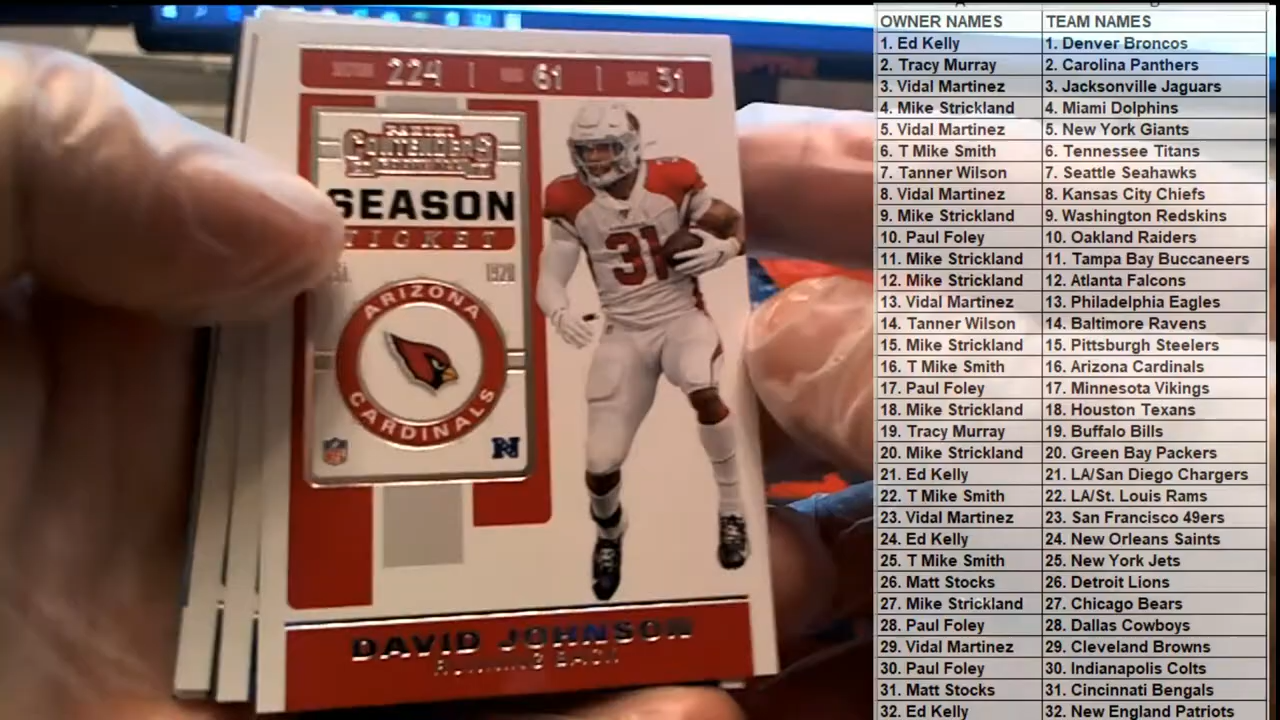 224 61 31
PANINI
CONTENDERS
SEASON
TICKET
1920
ARIZONA
CARDINALS
NFL
N
31
DAVID JOHNSON
RUNNING BACK
OWNER NAMES TEAM NAMES
1. Ed Kelly 1. Denver Broncos
2. Tracy Murray 2. Carolina Panthers
3. Vidal Martinez 3. Jacksonville Jaguars
4. Mike Strickland 4. Miami Dolphins
5. Vidal Martinez 5. New York Giants
6. T Mike Smith 6. Tennessee Titans
7. Tanner Wilson 7. Seattle Seahawks
8. Vidal Martinez 8. Kansas City Chiefs
9. Mike Strickland 9. Washington Redskins
10. Paul Foley 10. Oakland Raiders
11. Mike Strickland 11. Tampa Bay Buccaneers
12. Mike Strickland 12. Atlanta Falcons
13. Vidal Martinez 13. Philadelphia Eagles
14. Tanner Wilson 14. Baltimore Ravens
15. Mike Strickland 15. Pittsburgh Steelers
16. T Mike Smith 16. Arizona Cardinals
17. Paul Foley 17. Minnesota Vikings
18. Mike Strickland 18. Houston Texans
19. Tracy Murray 19. Buffalo Bills
20. Mike Strickland 20. Green Bay Packers
21. Ed Kelly 21. LA/San Diego Chargers
22. T Mike Smith 22. LA/St. Louis Rams
23. Vidal Martinez 23. San Francisco 49ers
24. Ed Kelly 24. New Orleans Saints
25. T Mike Smith 25. New York Jets
26. Matt Stocks 26. Detroit Lions
27. Mike Strickland 27. Chicago Bears
28. Paul Foley 28. Dallas Cowboys
29. Vidal Martinez 29. Cleveland Browns
30. Paul Foley 30. Indianapolis Colts
31. Matt Stocks 31. Cincinnati Bengals
32. Ed Kelly 32. New England Patriots